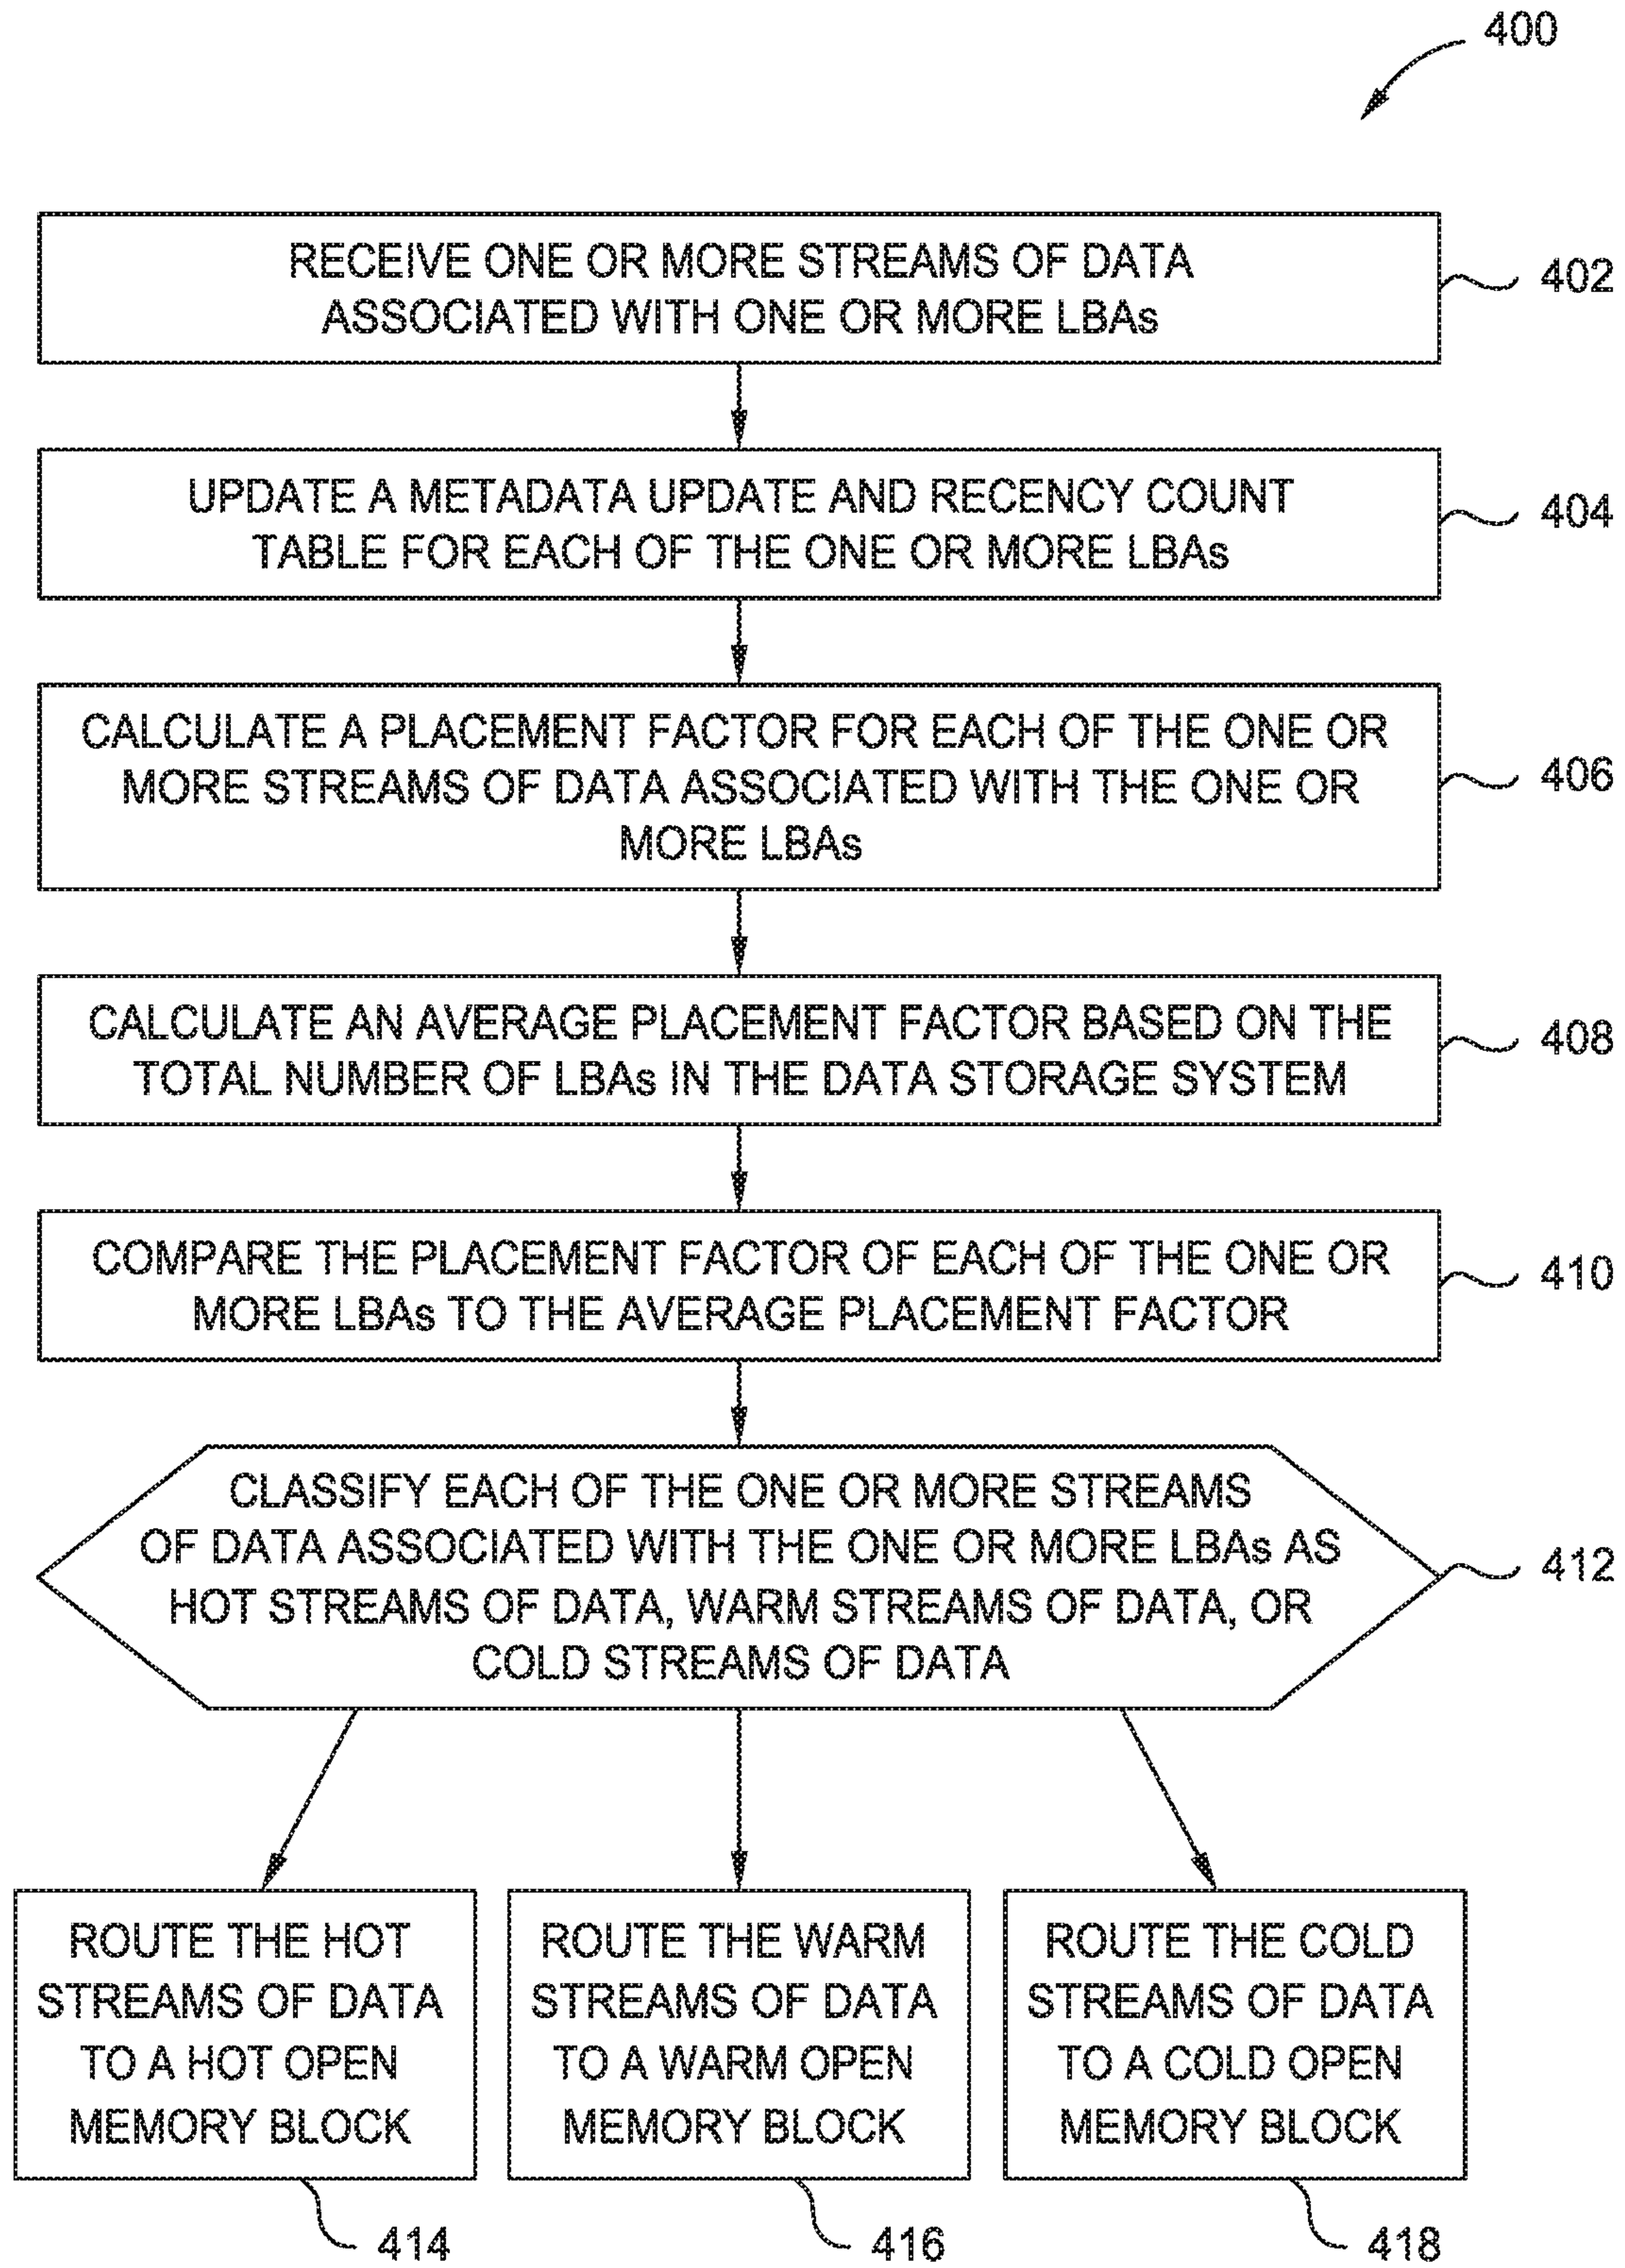 400
RECEIVE ONE OR MORE STREAMS OF DATA
ASSOCIATED WITH ONE OR MORE LBAs
402
UPDATE A METADATA UPDATE AND RECENCY COUNT
TABLE FOR EACH OF THE ONE OR MORE LBAs
404
CALCULATE A PLACEMENT FACTOR FOR EACH OF THE ONE OR
MORE STREAMS OF DATA ASSOCIATED WITH THE ONE OR
MORE LBAs
406
CALCULATE AN AVERAGE PLACEMENT FACTOR BASED ON THE
TOTAL NUMBER OF LBAs IN THE DATA STORAGE SYSTEM
408
COMPARE THE PLACEMENT FACTOR OF EACH OF THE ONE OR
MORE LBAs TO THE AVERAGE PLACEMENT FACTOR
410
CLASSIFY EACH OF THE ONE OR MORE STREAMS
OF DATA ASSOCIATED WITH THE ONE OR MORE LBAs AS
HOT STREAMS OF DATA, WARM STREAMS OF DATA, OR
COLD STREAMS OF DATA
412
ROUTE THE HOT
STREAMS OF DATA
TO A HOT OPEN
MEMORY BLOCK
414
ROUTE THE WARM
STREAMS OF DATA
TO A WARM OPEN
MEMORY BLOCK
416
ROUTE THE COLD
STREAMS OF DATA
TO A COLD OPEN
MEMORY BLOCK
418